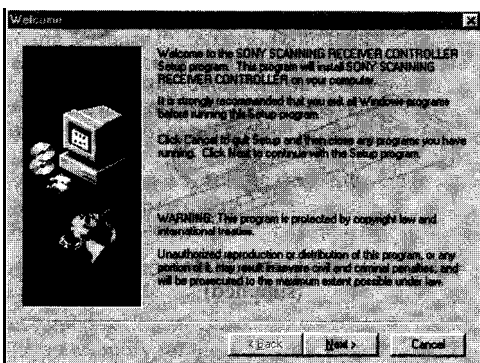 Welcome
Welcome to the SONY SCANNING RECEIVER CONTROLLER
Setup program. This program will install SONY SCANNING
RECEIVER CONTROLLER on your computer.
It is strongly recommended that you exit all Windows programs
before running this Setup program.
Click Cancel to quit Setup and then close any programs you have
running. Click Next to continue with the Setup program.
WARNING: This program is protected by copyright law and
international treaties.
Unauthorized reproduction or distribution of this program, or any
portion of it, may result in severe civil and criminal penalties, and
will be prosecuted to the maximum extent possible under law.
< Back Next > Cancel